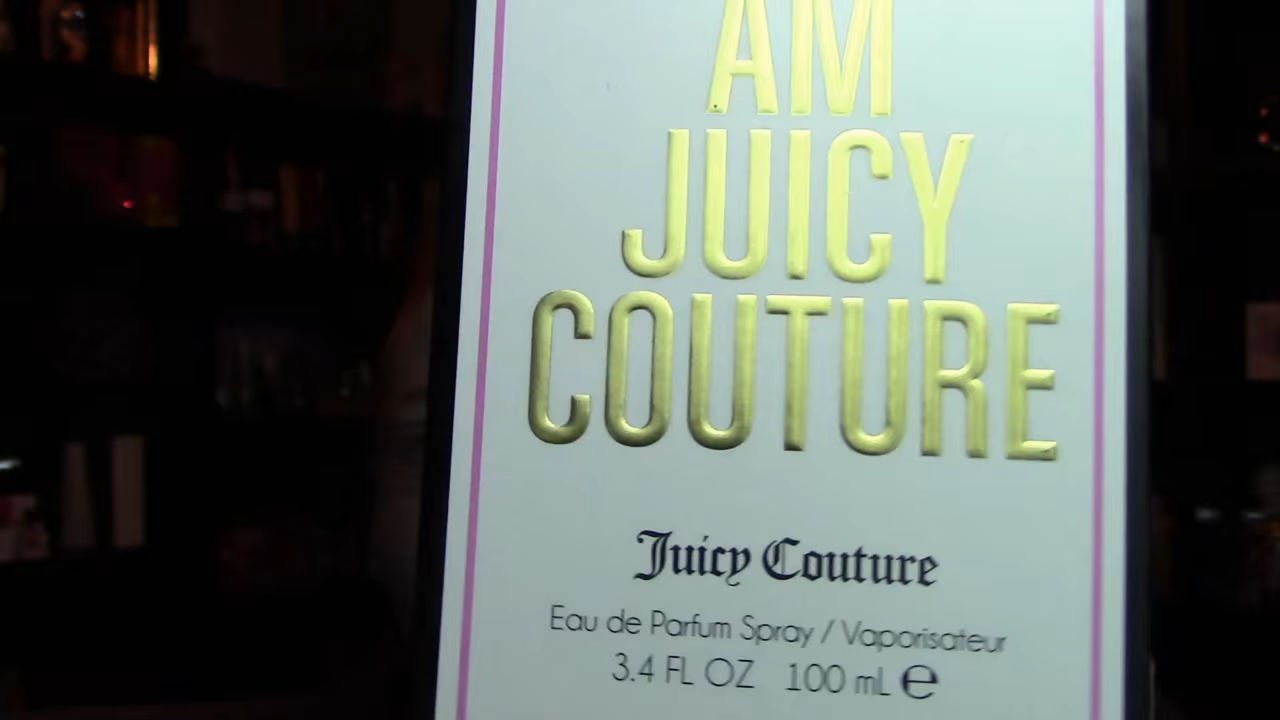 AM
JUICY
COUTURE
Juicy Couture
Eau de Parfum Spray / Vaporisateur
3.4 FL OZ 100 mL ℮